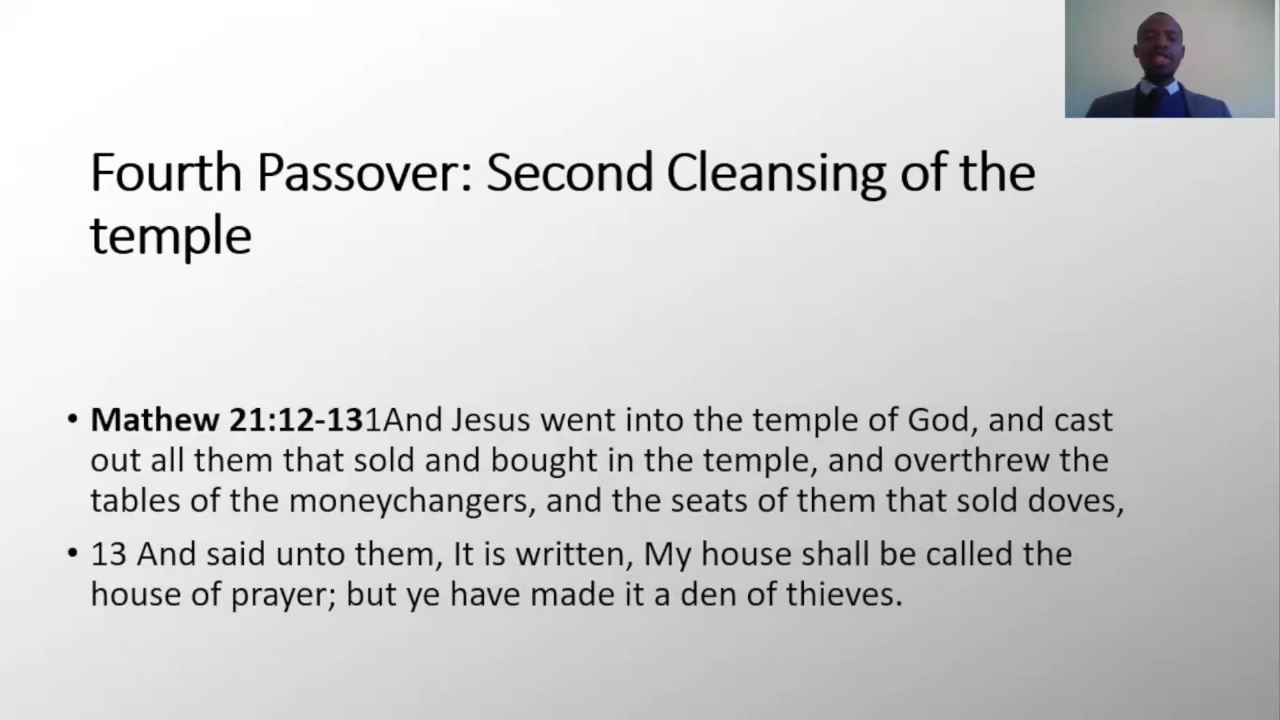 Fourth Passover: Second Cleansing of the
temple
• Mathew 21:12-131And Jesus went into the temple of God, and cast
out all them that sold and bought in the temple, and overthrew the
tables of the moneychangers, and the seats of them that sold doves,
• 13 And said unto them, It is written, My house shall be called the
house of prayer; but ye have made it a den of thieves.